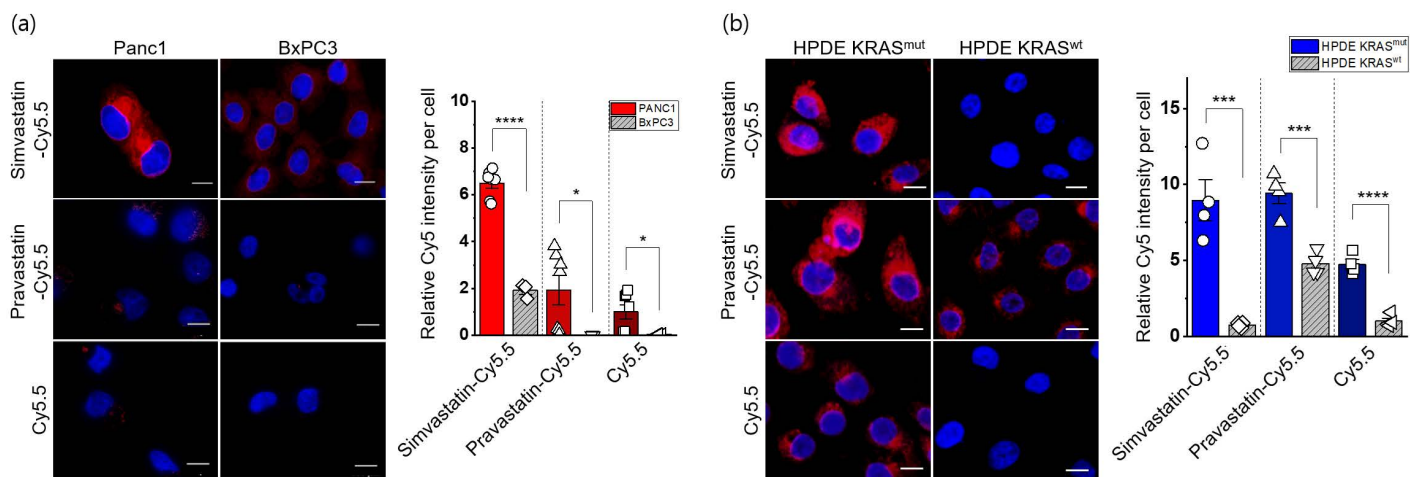 (a)
Panc1
BxPC3
Simvastatin
-Cy5.5
Pravastatin
-Cy5.5
Cy5.5
Relative Cy5 intensity per cell
10
8
6
4
2
0
PANC1
BxPC3
****
*
*
Simvastatin-Cy5.5
Pravastatin-Cy5.5
Cy5.5
(b)
HPDE KRASmut
HPDE KRASwt
Simvastatin
-Cy5.5
Pravastatin
-Cy5.5
Cy5.5
Relative Cy5 intensity per cell
15
10
5
0
HPDE KRASmut
HPDE KRASwt
***
***
****
Simvastatin-Cy5.5
Pravastatin-Cy5.5
Cy5.5